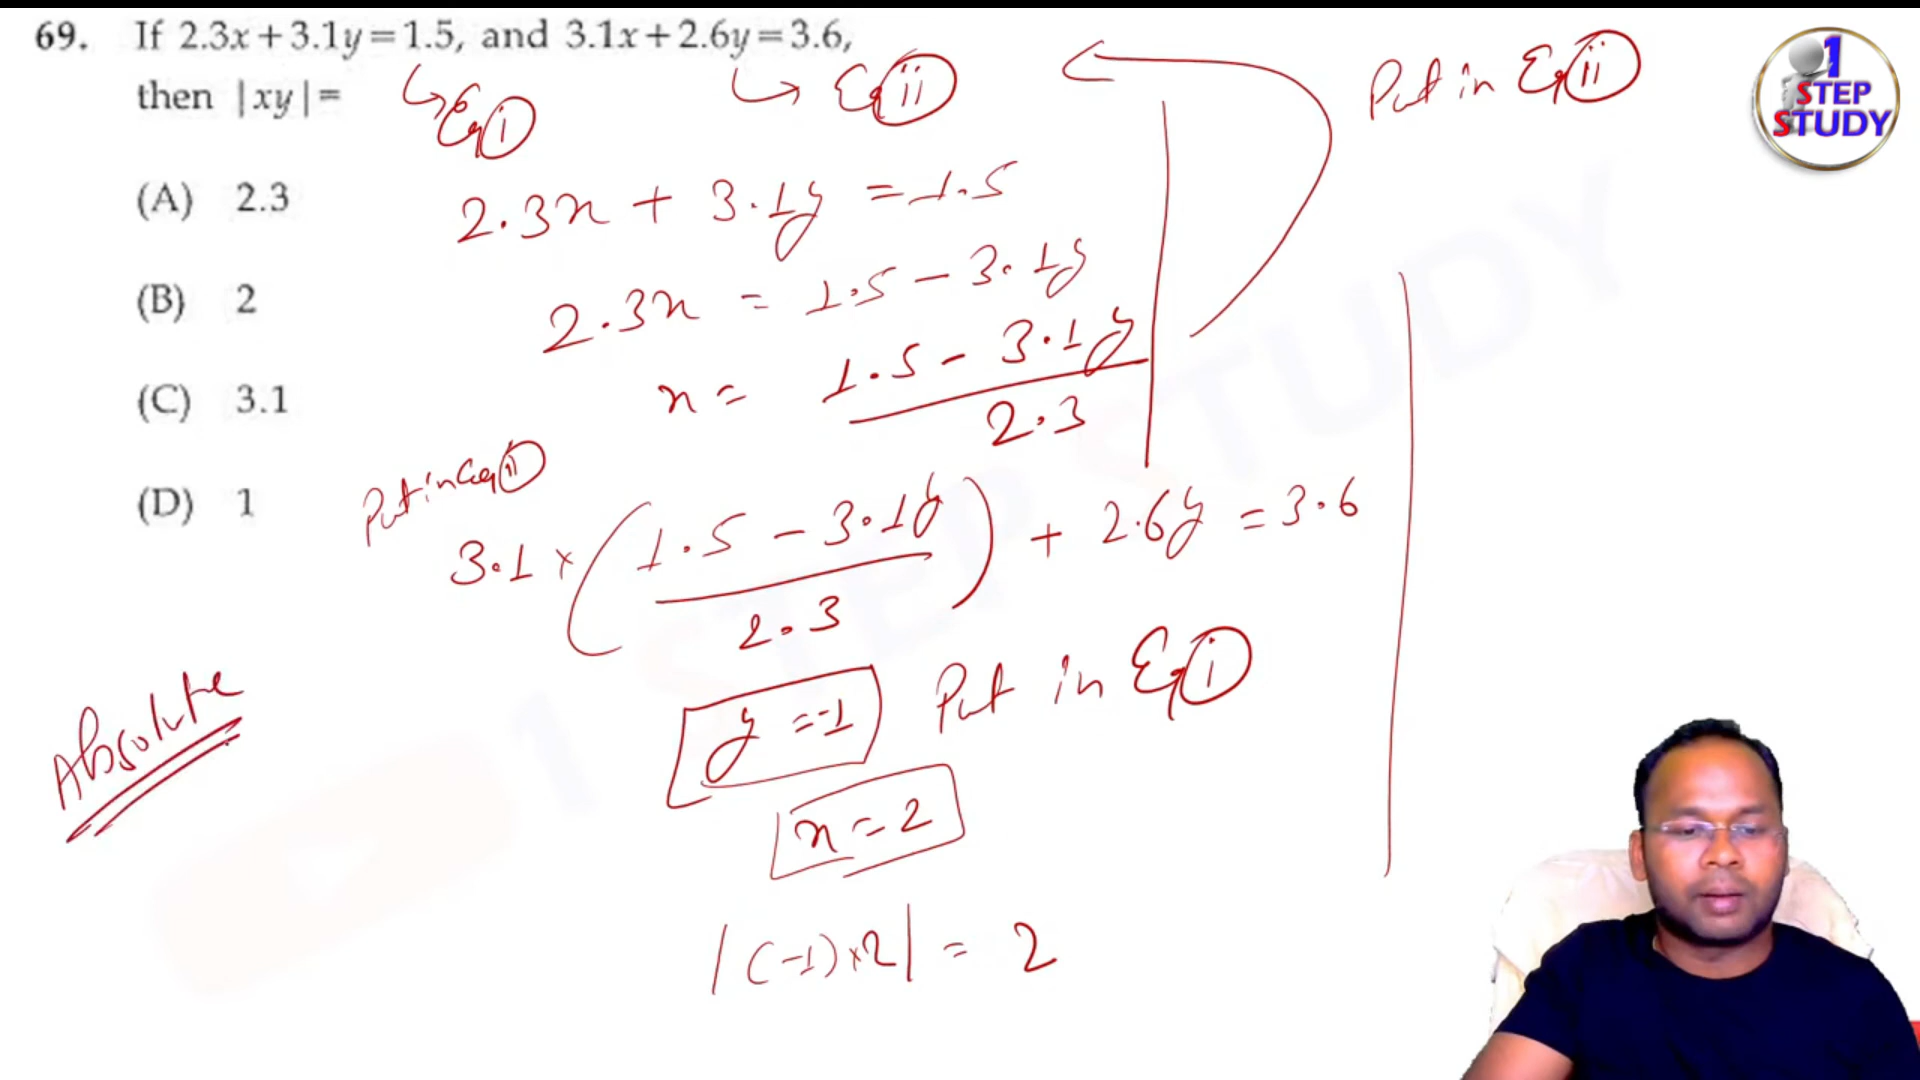 69. If 2.3x+3.1y=1.5, and 3.1x+2.6y=3.6,
then |xy|=
(A) 2.3
(B) 2
(C) 3.1
(D) 1
↳ Eq (i)
↳ Eq (ii)
Put in Eq (ii)
1
STEP
STUDY
2.3x + 3.1y = 1.5
2.3x = 1.5 - 3.1y
x = (1.5 - 3.1y)/2.3
Put in Eq (ii)
3.1 × ((1.5 - 3.1y)/2.3) + 2.6y = 3.6
y = -1 Put in Eq (i)
x = 2
|(-1)×2| = 2
Absolute
1 STEP STUDY